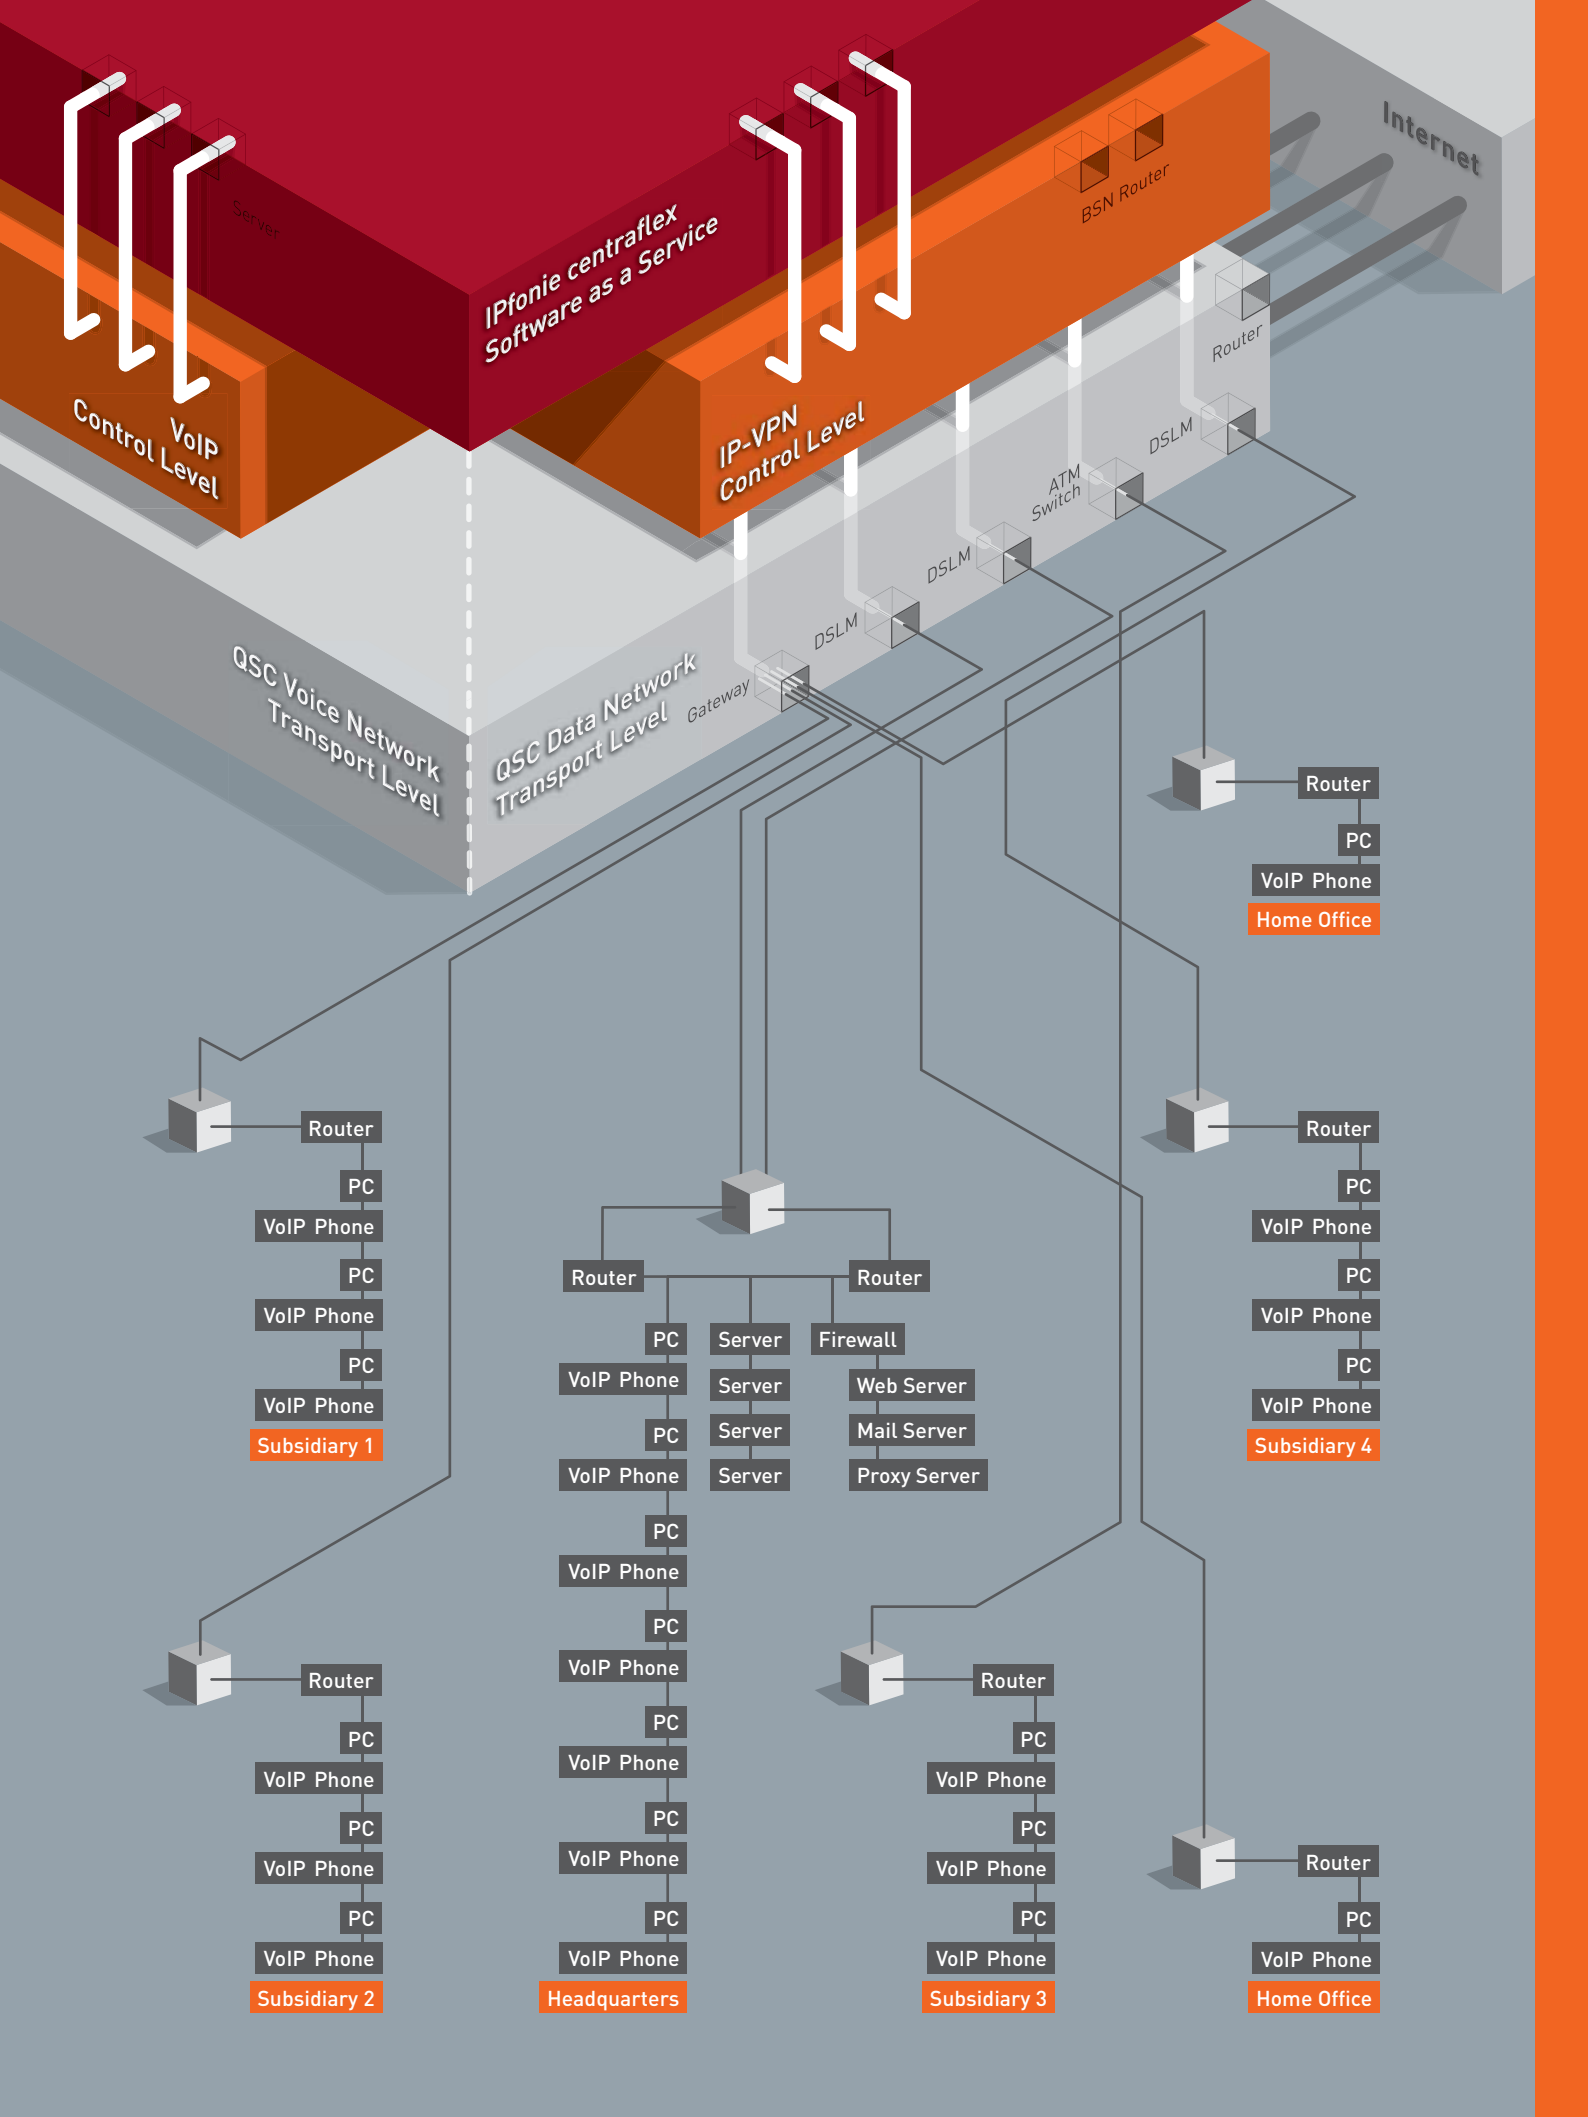 Internet
Server
IPfonie centraflex
Software as a Service
BSN Router
Router
VoIP
Control Level
IP-VPN
Control Level
DSLM
ATM
Switch
DSLM
DSLM
Gateway
QSC Voice Network
Transport Level
QSC Data Network
Transport Level
Router
PC
VoIP Phone
Home Office
Router
PC
VoIP Phone
PC
VoIP Phone
PC
VoIP Phone
Subsidiary 1
Router
Router
PC
Server
Firewall
VoIP Phone
Server
Web Server
PC
Server
Mail Server
VoIP Phone
Server
Proxy Server
PC
VoIP Phone
PC
VoIP Phone
PC
VoIP Phone
PC
VoIP Phone
PC
VoIP Phone
Headquarters
Router
PC
VoIP Phone
PC
VoIP Phone
PC
VoIP Phone
Subsidiary 4
Router
PC
VoIP Phone
PC
VoIP Phone
PC
VoIP Phone
Subsidiary 2
Router
PC
VoIP Phone
PC
VoIP Phone
PC
VoIP Phone
Subsidiary 3
Router
PC
VoIP Phone
Home Office